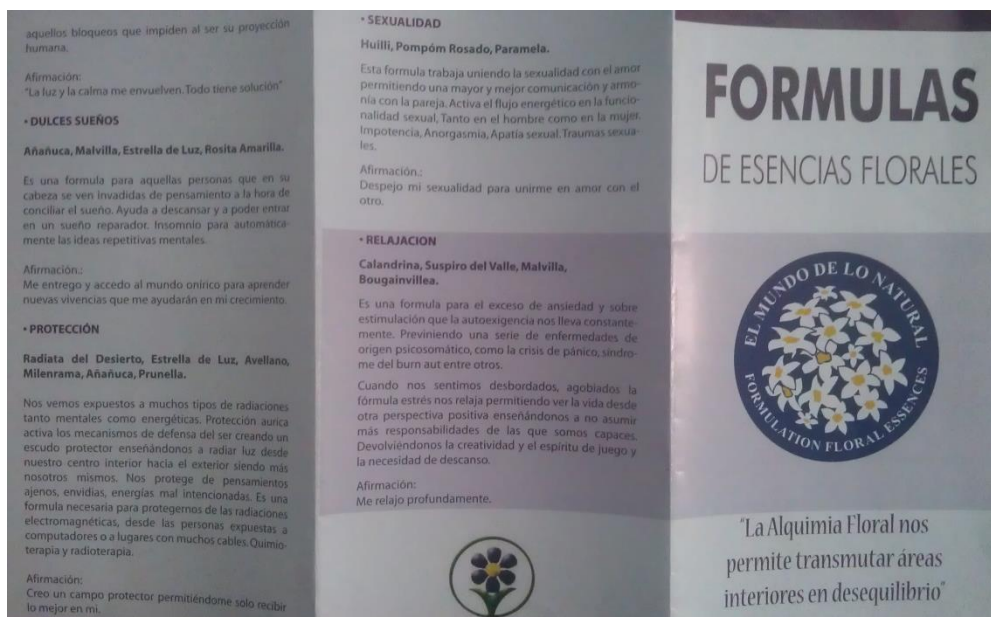 aquellos bloqueos que impiden al ser su proyección
humana.
Afirmación:
"La luz y la calma me envuelven. Todo tiene solución"
• DULCES SUEÑOS
Añañuca, Malvilla, Estrella de Luz, Rosita Amarilla.
Es una formula para aquellas personas que en su
cabeza se ven invadidas de pensamiento a la hora de
conciliar el sueño. Ayuda a descansar y a poder entrar
en un sueño reparador. Insomnio para automática-
mente las ideas repetitivas mentales.
Afirmación.:
Me entrego y accedo al mundo onírico para aprender
nuevas vivencias que me ayudarán en mi crecimiento.
• PROTECCIÓN
Radiata del Desierto, Estrella de Luz, Avellano,
Milenrama, Añañuca, Prunella.
Nos vemos expuestos a muchos tipos de radiaciones
tanto mentales como energéticas. Protección aurica
activa los mecanismos de defensa del ser creando un
escudo protector enseñándonos a radiar luz desde
nuestro centro interior hacia el exterior siendo más
nosotros mismos. Nos protege de pensamientos
ajenos, envidias, energías mal intencionadas. Es una
formula necesaria para protegernos de las radiaciones
electromagnéticas, desde las personas expuestas a
computadores o a lugares con muchos cables. Quimio-
terapia y radioterapia.
Afirmación:
Creo un campo protector permitiéndome solo recibir
lo mejor en mi.
• SEXUALIDAD
Huilli, Pompóm Rosado, Paramela.
Esta formula trabaja uniendo la sexualidad con el amor
permitiendo una mayor y mejor comunicación y armo-
nía con la pareja. Activa el flujo energético en la funcio-
nalidad sexual, Tanto en el hombre como en la mujer.
Impotencia, Anorgasmia, Apatía sexual, Traumas sexua-
les.
Afirmación.:
Despejo mi sexualidad para unirme en amor con el
otro.
• RELAJACION
Calandrina, Suspiro del Valle, Malvilla,
Bougainvillea.
Es una formula para el exceso de ansiedad y sobre
estimulación que la autoexigencia nos lleva constante-
mente. Previniendo una serie de enfermedades de
origen psicosomático, como la crisis de pánico, síndro-
me del burn aut entre otros.
Cuando nos sentimos desbordados, agobiados la
fórmula estrés nos relaja permitiendo ver la vida desde
otra perspectiva positiva enseñándonos a no asumir
más responsabilidades de las que somos capaces.
Devolviéndonos la creatividad y el espíritu de juego y
la necesidad de descanso.
Afirmación:
Me relajo profundamente.
FORMULAS
DE ESENCIAS FLORALES
EL MUNDO DE LO NATURAL
FORMULATION FLORAL ESSENCES
"La Alquimia Floral nos
permite transmutar áreas
interiores en desequilibrio"